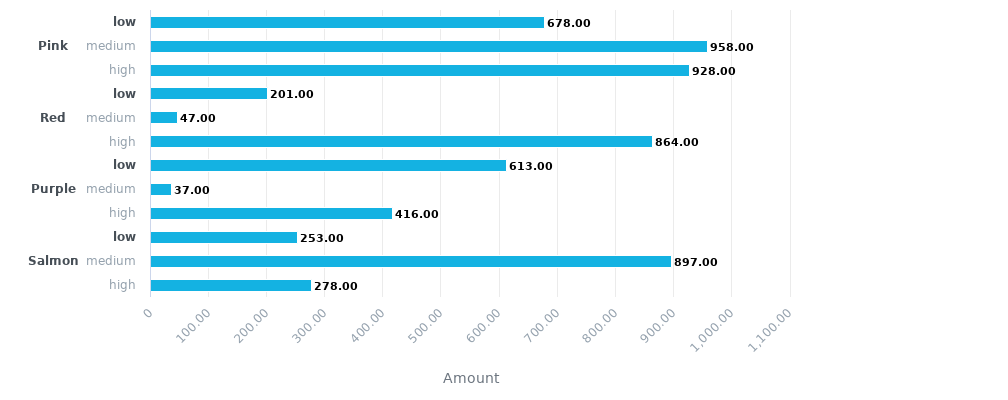 low 678.00
Pink medium 958.00
high 928.00
low 201.00
Red medium 47.00
high 864.00
low 613.00
Purple medium 37.00
high 416.00
low 253.00
Salmon medium 897.00
high 278.00
0 100.00 200.00 300.00 400.00 500.00 600.00 700.00 800.00 900.00 1,000.00 1,100.00
Amount